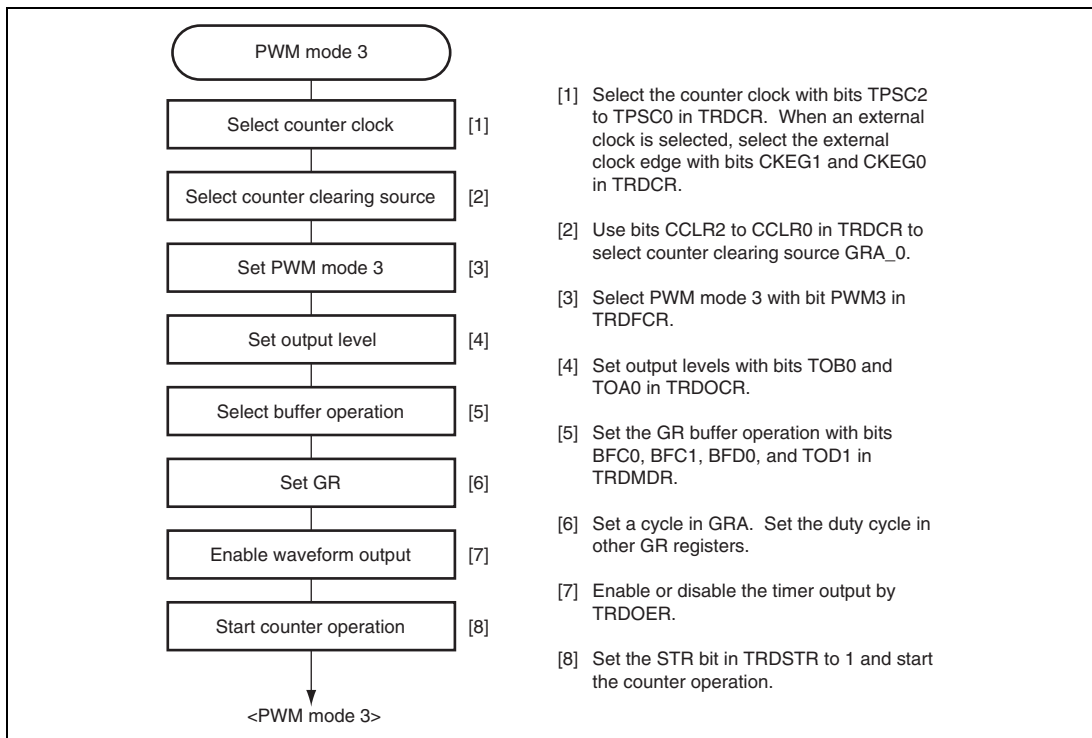 PWM mode 3
Select counter clock [1]
Select counter clearing source [2]
Set PWM mode 3 [3]
Set output level [4]
Select buffer operation [5]
Set GR [6]
Enable waveform output [7]
Start counter operation [8]
<PWM mode 3>
[1] Select the counter clock with bits TPSC2
to TPSC0 in TRDCR. When an external
clock is selected, select the external
clock edge with bits CKEG1 and CKEG0
in TRDCR.
[2] Use bits CCLR2 to CCLR0 in TRDCR to
select counter clearing source GRA_0.
[3] Select PWM mode 3 with bit PWM3 in
TRDFCR.
[4] Set output levels with bits TOB0 and
TOA0 in TRDOCR.
[5] Set the GR buffer operation with bits
BFC0, BFC1, BFD0, and TOD1 in
TRDMDR.
[6] Set a cycle in GRA. Set the duty cycle in
other GR registers.
[7] Enable or disable the timer output by
TRDOER.
[8] Set the STR bit in TRDSTR to 1 and start
the counter operation.